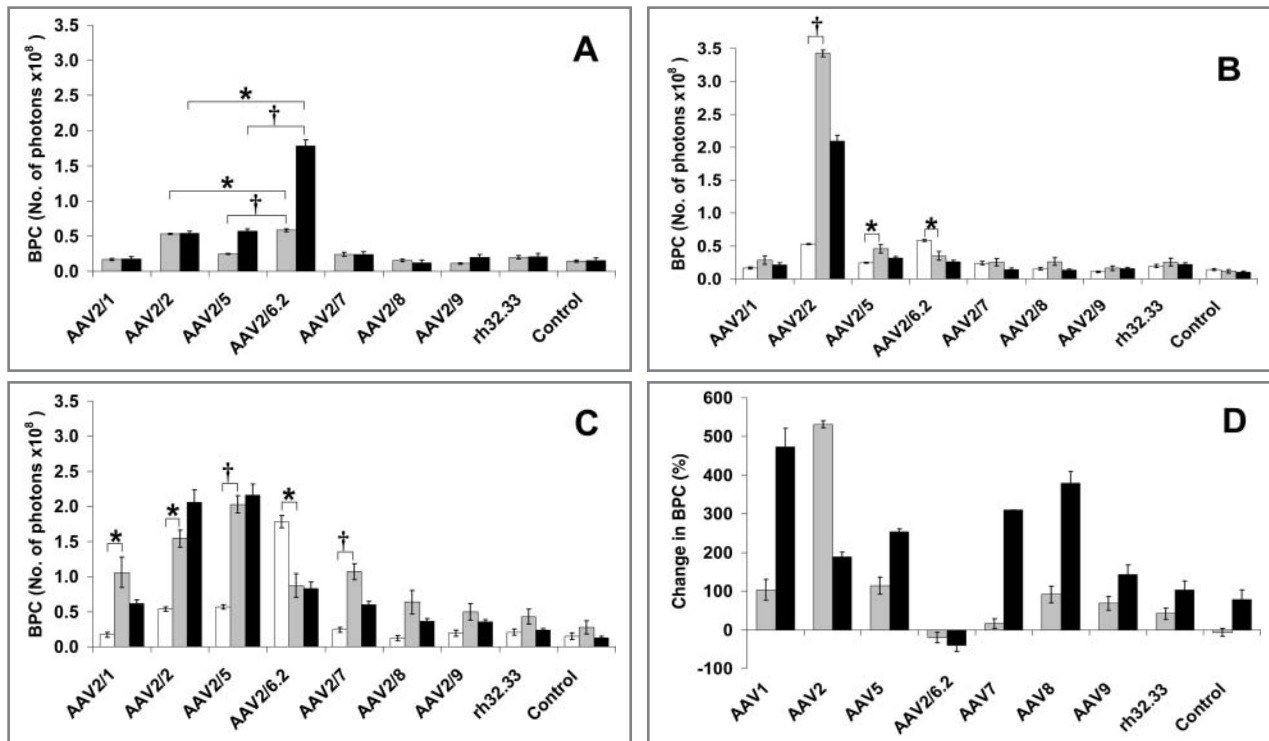 A
BPC (No. of photons x10⁸ )
3.5
3.0
2.5
2.0
1.5
1.0
0.5
0.0
*
†
*
†
AAV2/1
AAV2/2
AAV2/5
AAV2/6.2
AAV2/7
AAV2/8
AAV2/9
rh32.33
Control
B
BPC (No. of photons x10⁸ )
3.5
3.0
2.5
2.0
1.5
1.0
0.5
0.0
†
*
*
AAV2/1
AAV2/2
AAV2/5
AAV2/6.2
AAV2/7
AAV2/8
AAV2/9
rh32.33
Control
C
BPC (No. of photons x10⁸ )
3.5
3.0
2.5
2.0
1.5
1.0
0.5
0.0
*
*
†
*
†
AAV2/1
AAV2/2
AAV2/5
AAV2/6.2
AAV2/7
AAV2/8
AAV2/9
rh32.33
Control
D
Change in BPC (%)
600
500
400
300
200
100
0
-100
AAV1
AAV2
AAV5
AAV2/6.2
AAV7
AAV8
AAV9
rh32.33
Control